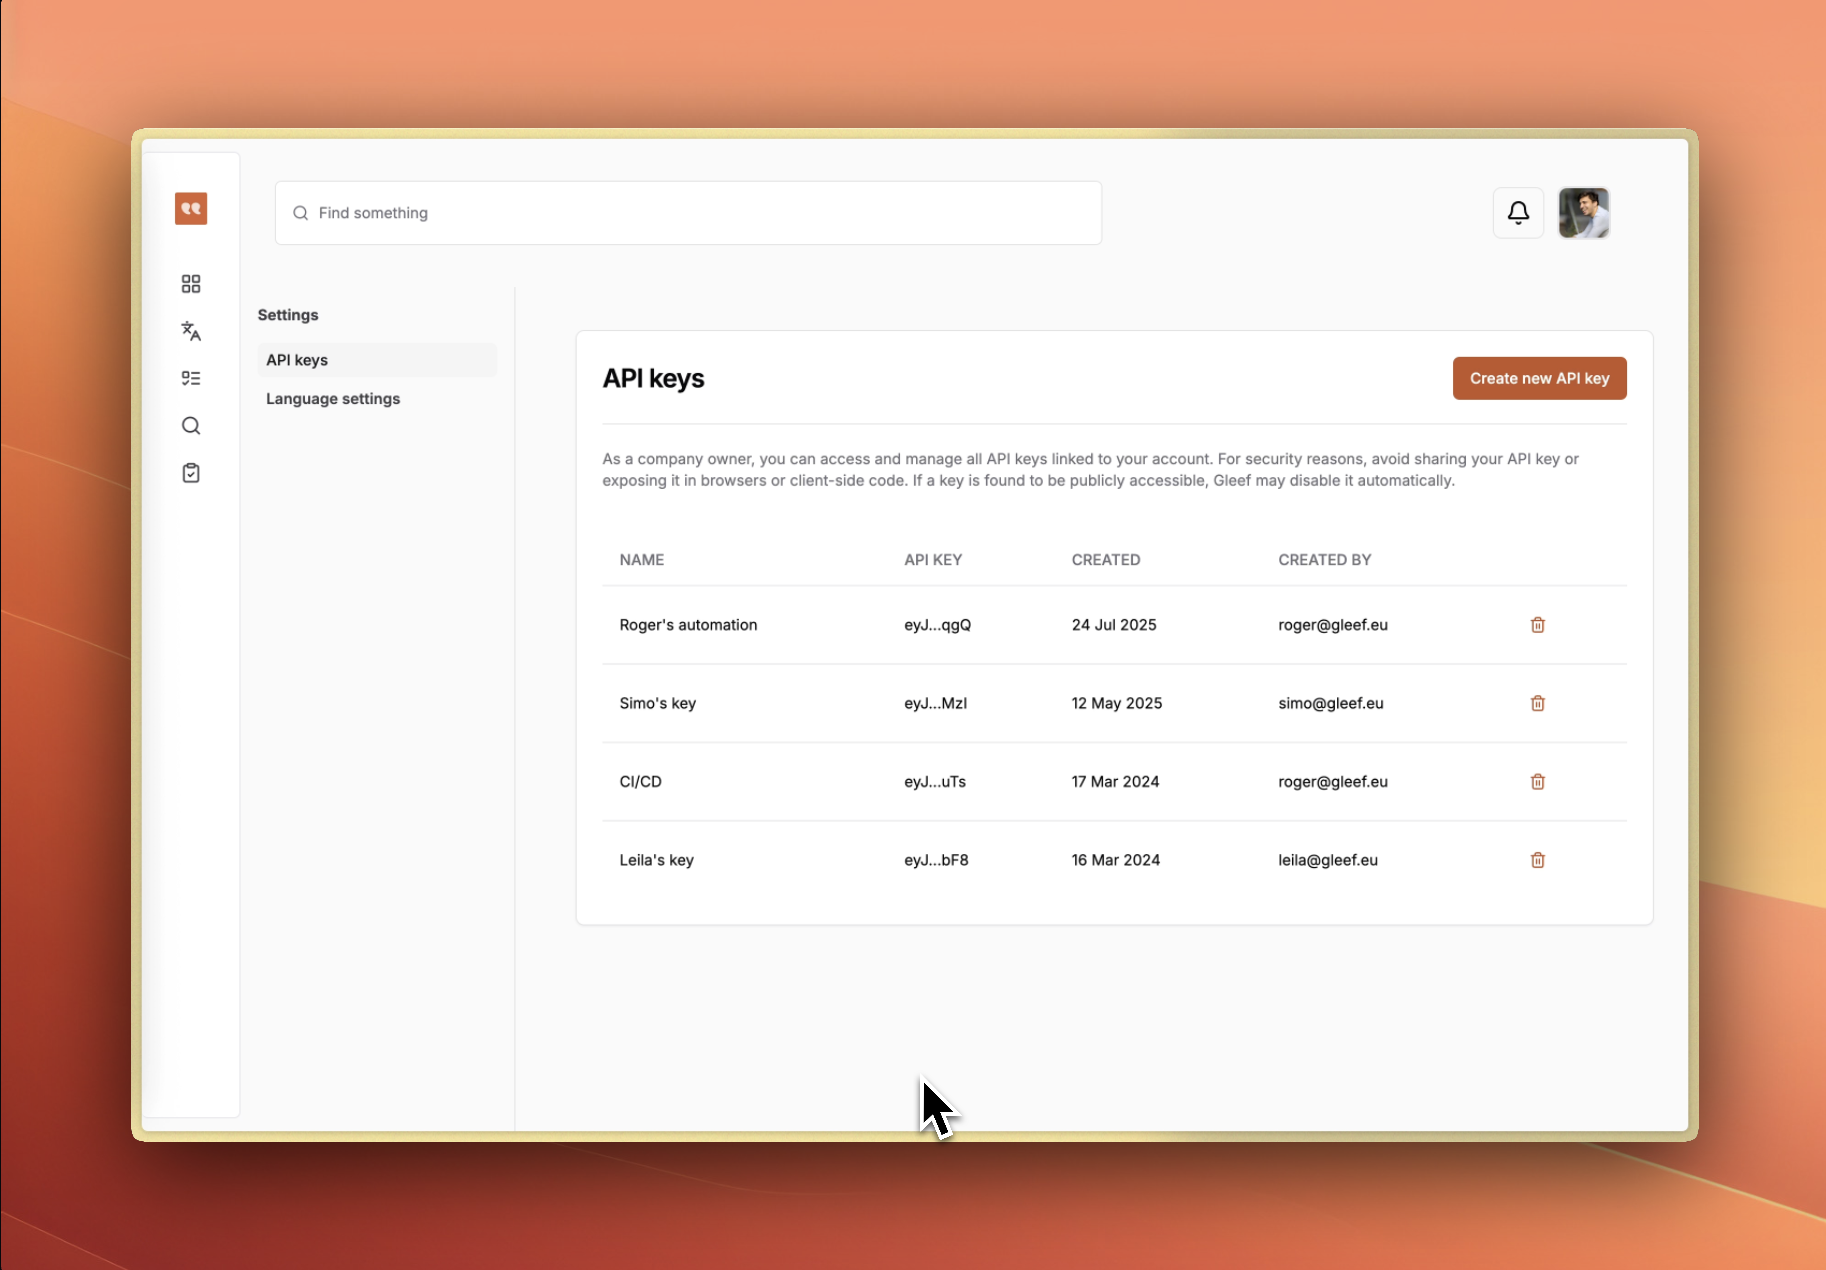 Find something
Settings
API keys
Language settings
API keys
Create new API key
As a company owner, you can access and manage all API keys linked to your account. For security reasons, avoid sharing your API key or
exposing it in browsers or client-side code. If a key is found to be publicly accessible, Gleef may disable it automatically.
NAME API KEY CREATED CREATED BY
Roger's automation eyJ...qgQ 24 Jul 2025 roger@gleef.eu
Simo's key eyJ...MzI 12 May 2025 simo@gleef.eu
CI/CD eyJ...uTs 17 Mar 2024 roger@gleef.eu
Leila's key eyJ...bF8 16 Mar 2024 leila@gleef.eu